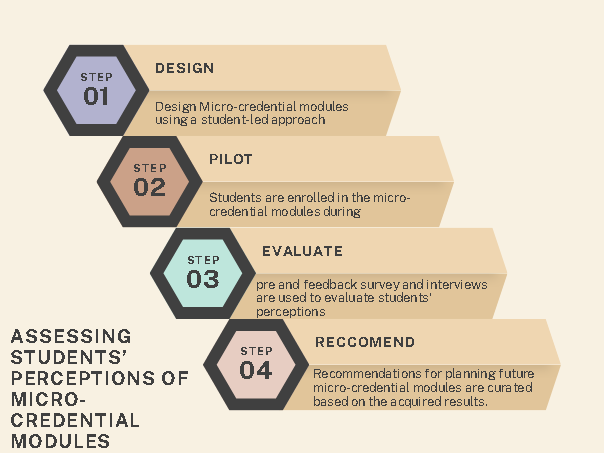 STEP
01
DESIGN
Design Micro-credential modules
using a student-led approach
STEP
02
PILOT
Students are enrolled in the micro-
credential modules during
STEP
03
EVALUATE
pre and feedback survey and interviews
are used to evaluate students'
perceptions
STEP
04
RECCOMEND
Recommendations for planning future
micro-credential modules are curated
based on the acquired results.
ASSESSING
STUDENTS'
PERCEPTIONS OF
MICRO-
CREDENTIAL
MODULES